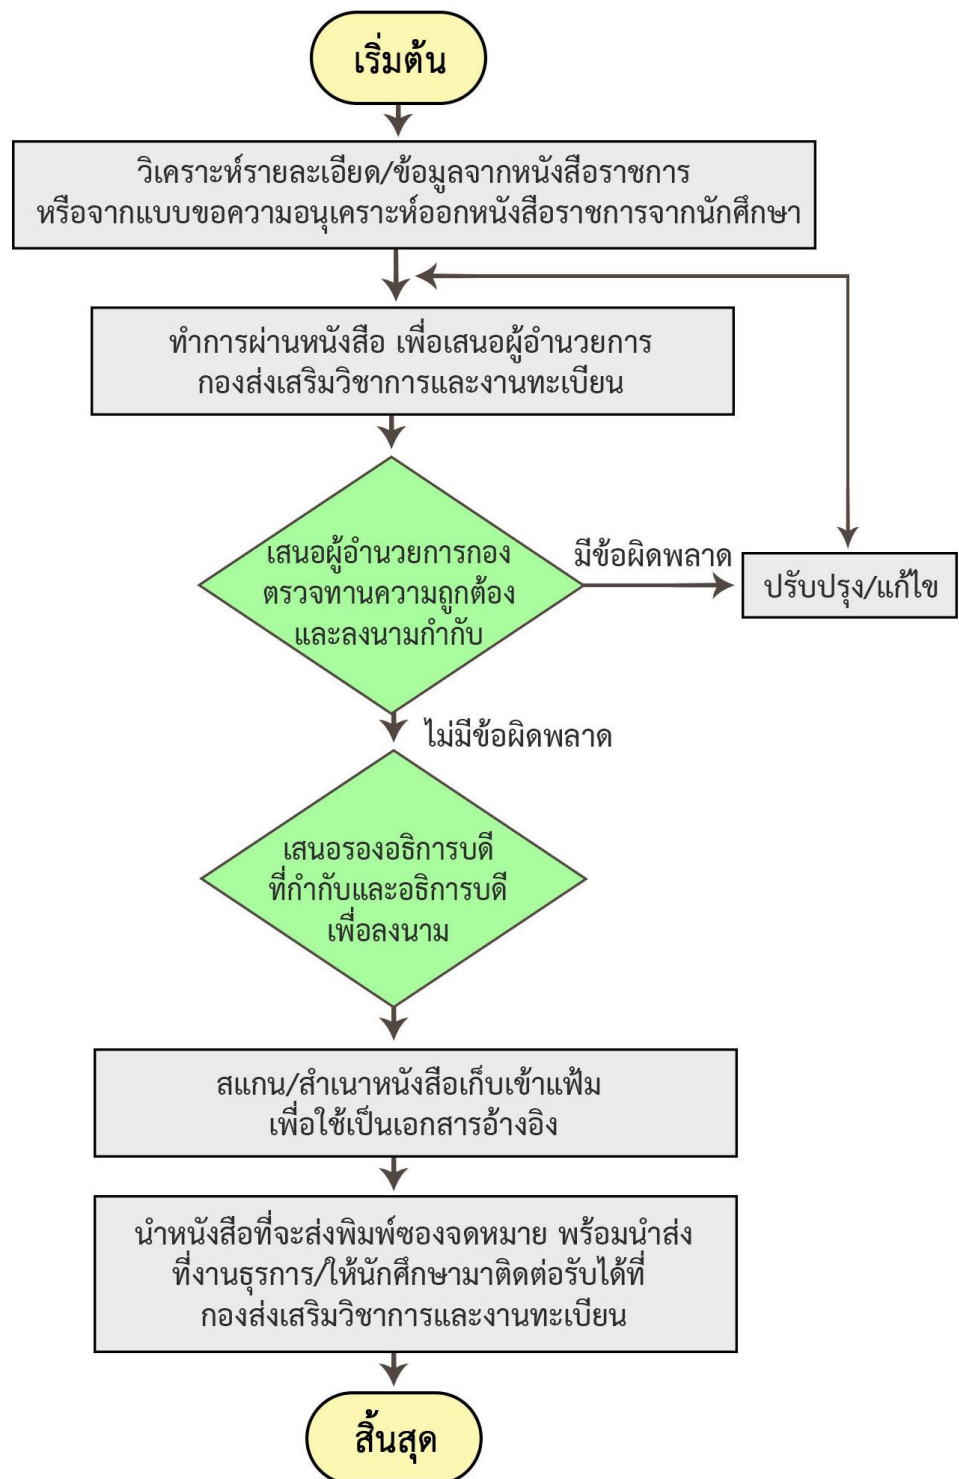 เริ่มต้น
วิเคราะห์รายละเอียด/ข้อมูลจากหนังสือราชการ
หรือจากแบบขอความอนุเคราะห์ออกหนังสือราชการจากนักศึกษา
ทำการผ่านหนังสือ เพื่อเสนอผู้อำนวยการ
กองส่งเสริมวิชาการและงานทะเบียน
เสนอผู้อำนวยการกอง
ตรวจทานความถูกต้อง
และลงนามกำกับ
มีข้อผิดพลาด
ปรับปรุง/แก้ไข
ไม่มีข้อผิดพลาด
เสนอรองอธิการบดี
ที่กำกับและอธิการบดี
เพื่อลงนาม
สแกน/สำเนาหนังสือเก็บเข้าแฟ้ม
เพื่อใช้เป็นเอกสารอ้างอิง
นำหนังสือที่จะส่งพิมพ์ซองจดหมาย พร้อมนำส่ง
ที่งานธุรการ/ให้นักศึกษามาติดต่อรับได้ที่
กองส่งเสริมวิชาการและงานทะเบียน
สิ้นสุด